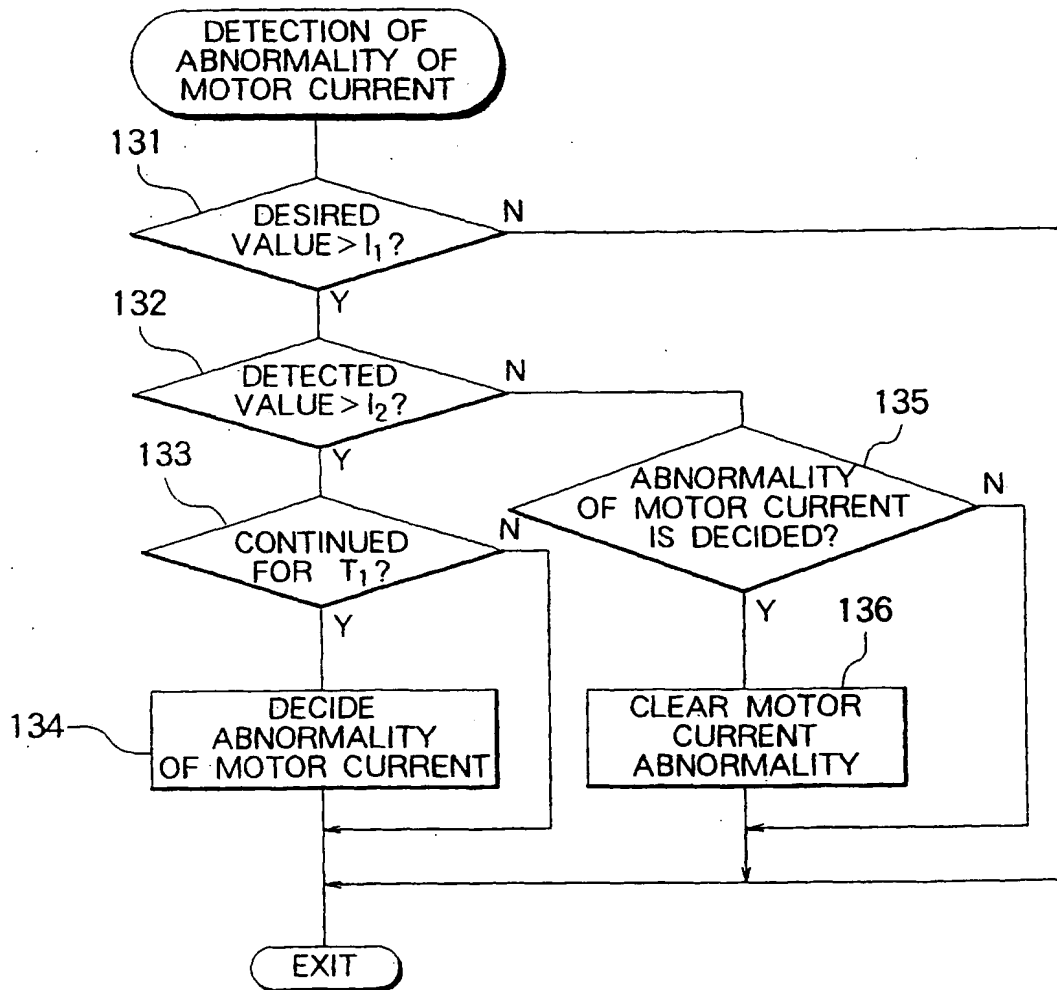 DETECTION OF
ABNORMALITY OF
MOTOR CURRENT
131
DESIRED
VALUE > I₁?
N
Y
132
DETECTED
VALUE > I₂?
N
Y
133
CONTINUED
FOR T₁?
N
Y
134
DECIDE
ABNORMALITY
OF MOTOR CURRENT
135
ABNORMALITY
OF MOTOR CURRENT
IS DECIDED?
N
Y
136
CLEAR MOTOR
CURRENT
ABNORMALITY
EXIT